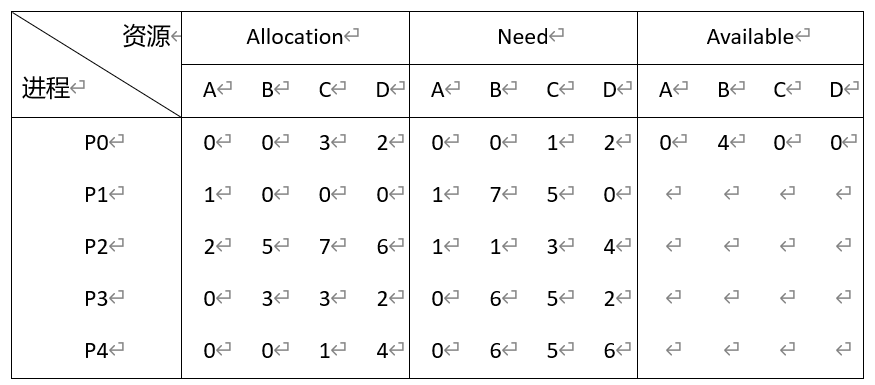 资源 Allocation Need Available
进程 A B C D A B C D A B C D
P0 0 0 3 2 0 0 1 2 0 4 0 0
P1 1 0 0 0 1 7 5 0
P2 2 5 7 6 1 1 3 4
P3 0 3 3 2 0 6 5 2
P4 0 0 1 4 0 6 5 6